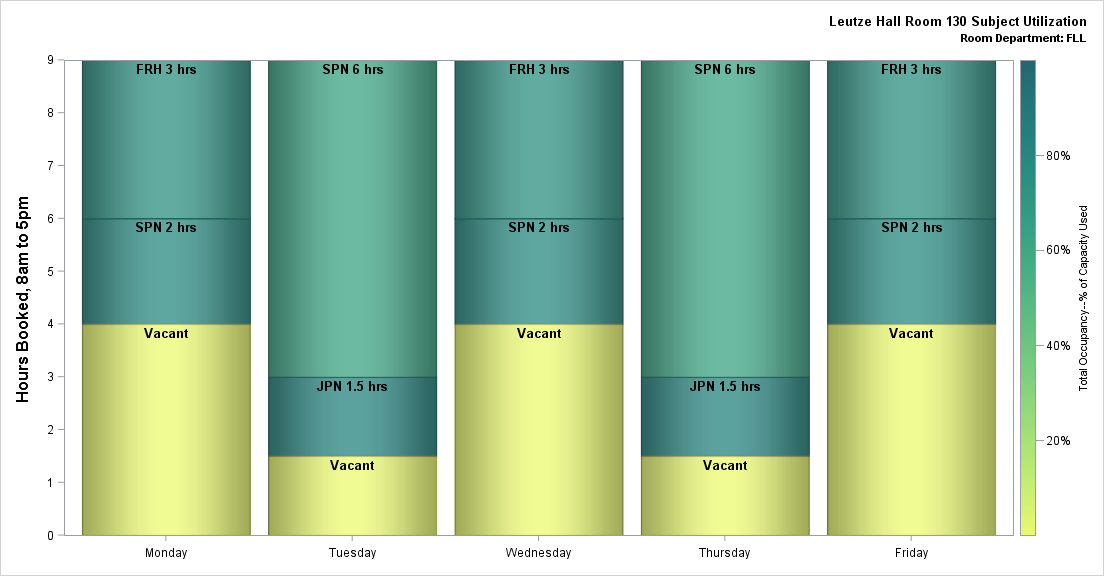 Leutze Hall Room 130 Subject Utilization
Room Department: FLL
Hours Booked, 8am to 5pm
9
8
7
6
5
4
3
2
1
0
FRH 3 hrs
SPN 2 hrs
Vacant
SPN 6 hrs
JPN 1.5 hrs
Vacant
FRH 3 hrs
SPN 2 hrs
Vacant
SPN 6 hrs
JPN 1.5 hrs
Vacant
FRH 3 hrs
SPN 2 hrs
Vacant
Monday
Tuesday
Wednesday
Thursday
Friday
80%
60%
40%
20%
Total Occupancy--% of Capacity Used